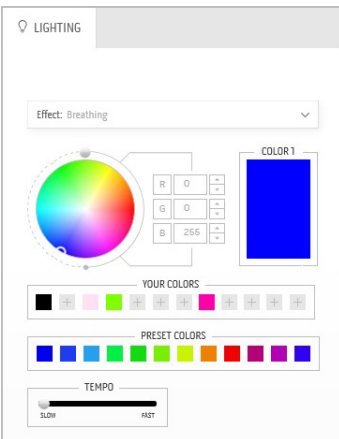 LIGHTING
Effect: Breathing
COLOR 1
R 0
G 0
B 255
YOUR COLORS
PRESET COLORS
TEMPO
SLOW FAST